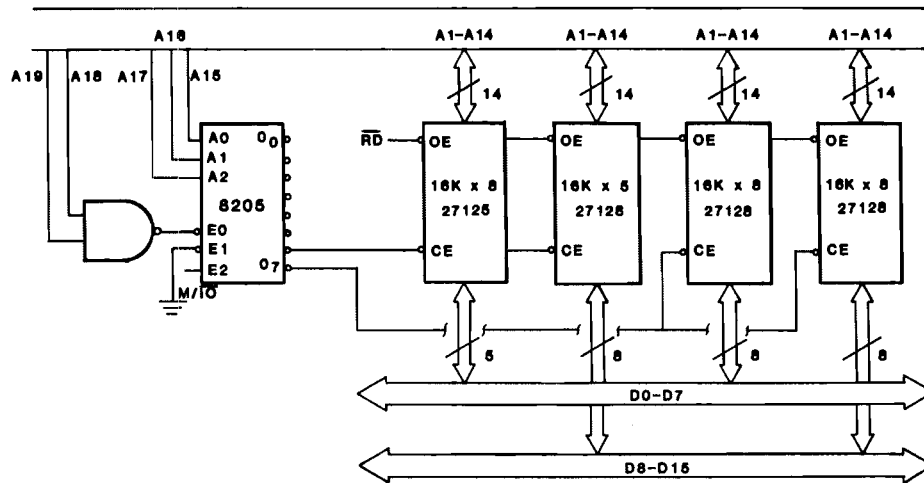 A16 A1-A14 A1-A14 A1-A14 A1-A14
A19 A18 A17 A15
14 14 14 14
A0 O0
A1
A2
8205
E0
E1
E2 O7
M/IO
RD OE OE OE OE
16K x 8 16K x 5 16K x 8 16K x 8
27125 27128 27128 27128
CE CE CE CE
5 8 8 8
D0-D7
D8-D15